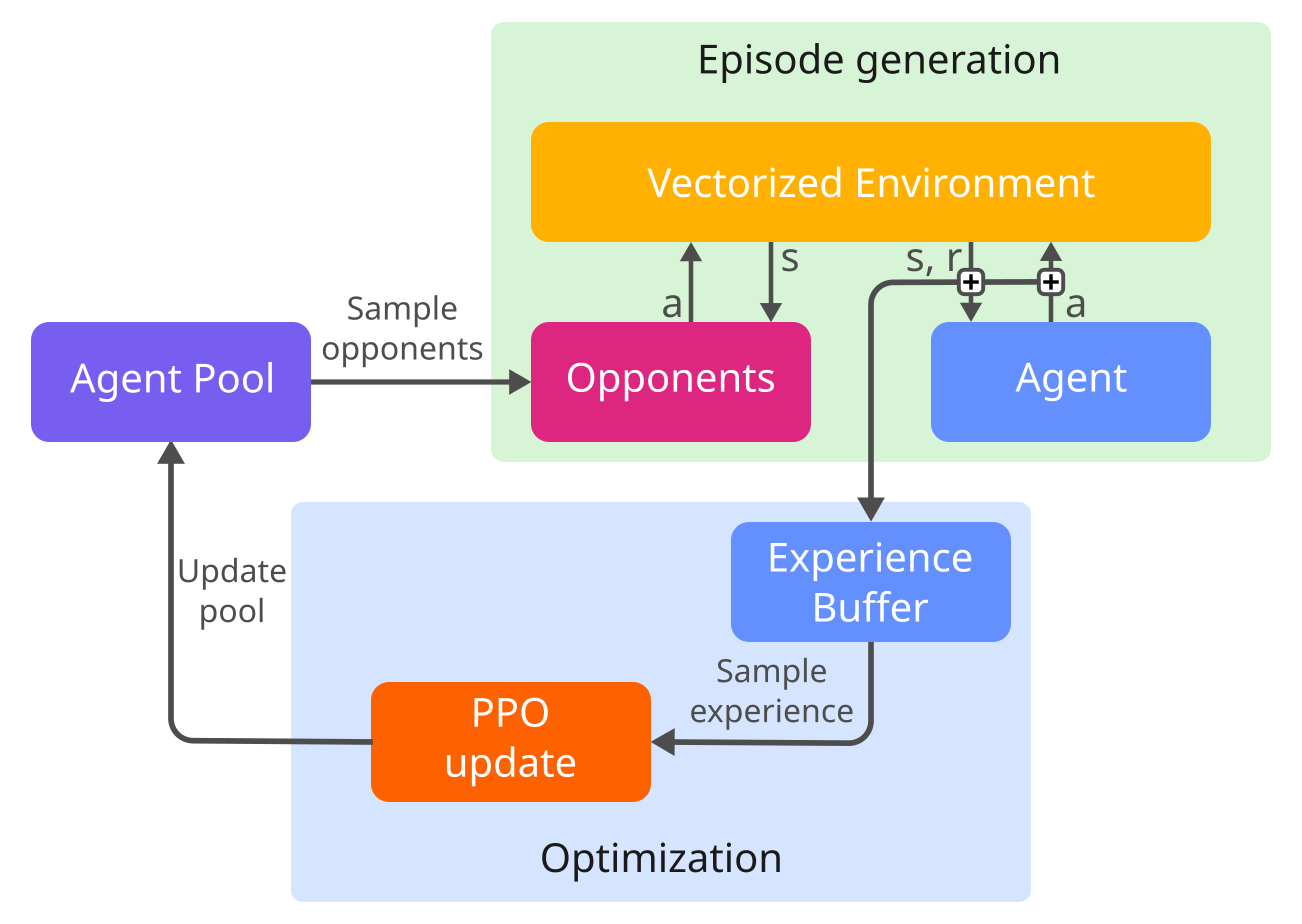 Episode generation
Vectorized Environment
a
s
s, r
a
Sample
opponents
Agent Pool
Opponents
Agent
Update
pool
Experience
Buffer
Sample
experience
PPO
update
Optimization